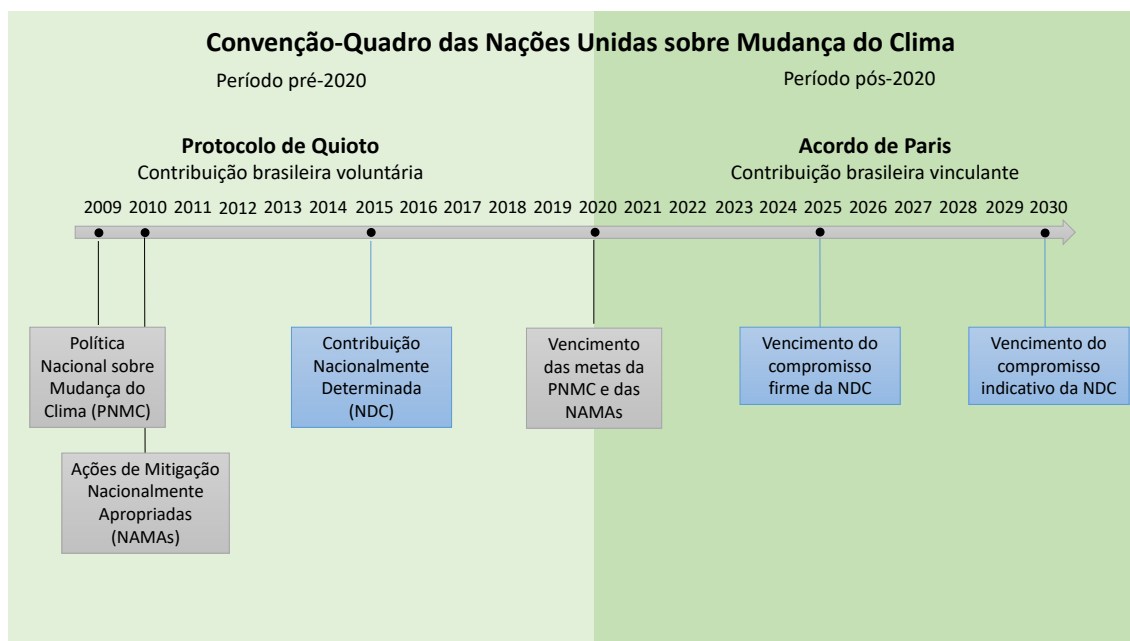 Convenção-Quadro das Nações Unidas sobre Mudança do Clima
Período pré-2020
Período pós-2020
Protocolo de Quioto
Contribuição brasileira voluntária
Acordo de Paris
Contribuição brasileira vinculante
2009 2010 2011 2012 2013 2014 2015 2016 2017 2018 2019 2020 2021 2022 2023 2024 2025 2026 2027 2028 2029 2030
Política
Nacional sobre
Mudança do
Clima (PNMC)
Ações de Mitigação
Nacionalmente
Apropriadas
(NAMAs)
Contribuição
Nacionalmente
Determinada
(NDC)
Vencimento
das metas da
PNMC e das
NAMAs
Vencimento do
compromisso
firme da NDC
Vencimento do
compromisso
indicativo da NDC